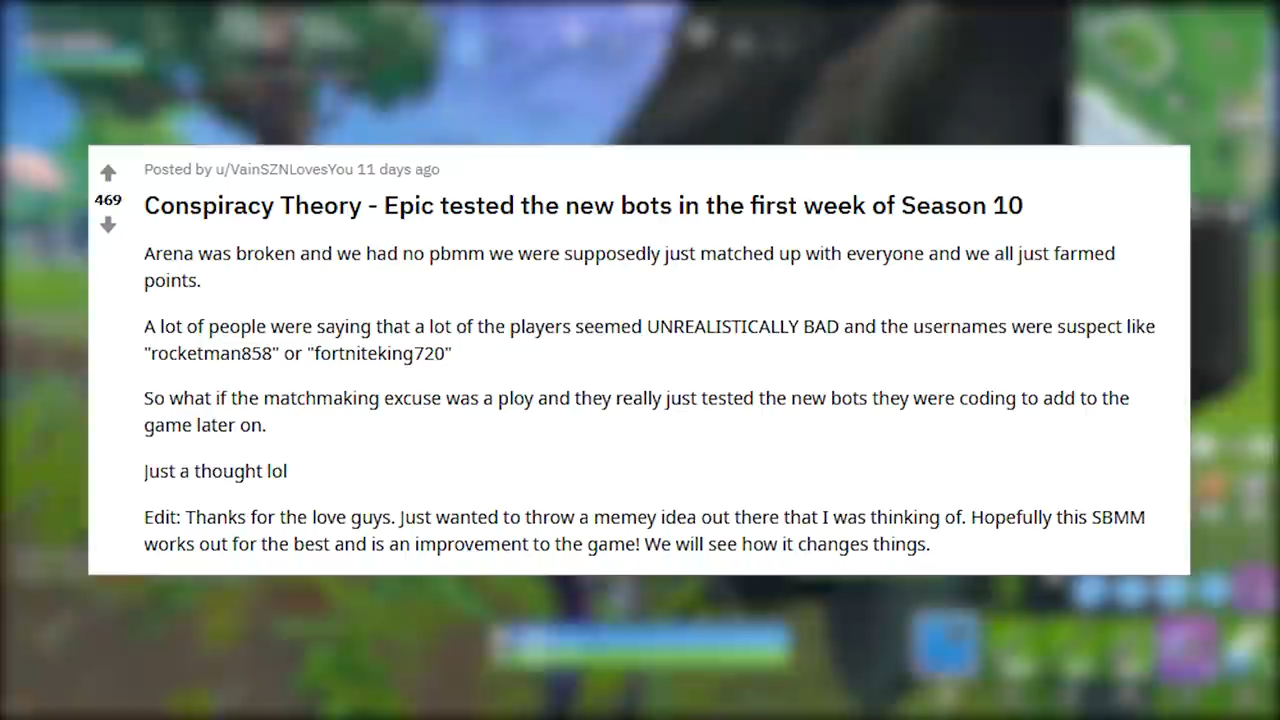 Posted by u/VainSZNLovesYou 11 days ago
469
Conspiracy Theory - Epic tested the new bots in the first week of Season 10
Arena was broken and we had no pbmm we were supposedly just matched up with everyone and we all just farmed
points.
A lot of people were saying that a lot of the players seemed UNREALISTICALLY BAD and the usernames were suspect like
"rocketman858" or "fortniteking720"
So what if the matchmaking excuse was a ploy and they really just tested the new bots they were coding to add to the
game later on.
Just a thought lol
Edit: Thanks for the love guys. Just wanted to throw a memey idea out there that I was thinking of. Hopefully this SBMM
works out for the best and is an improvement to the game! We will see how it changes things.